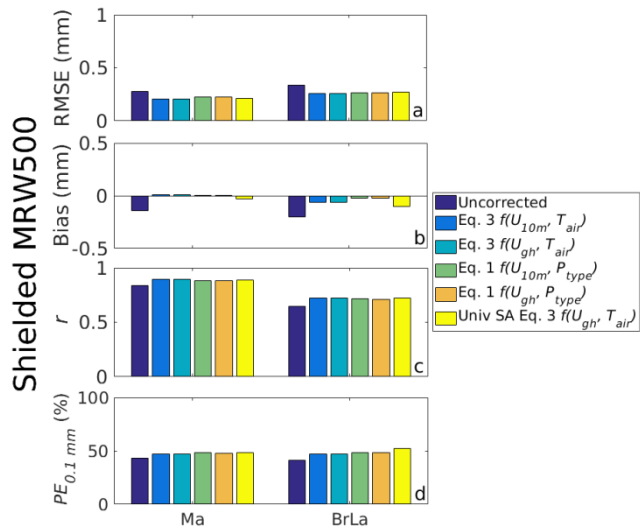 Shielded MRW500
1
0.5
0
RMSE (mm)
a
0.5
0
-0.5
Bias (mm)
b
1
0.5
0
r
c
100
50
0
PE0.1 mm (%)
d
Ma BrLa
Uncorrected
Eq. 3 f(U10m, Tair)
Eq. 3 f(Ugh, Tair)
Eq. 1 f(U10m, Ptype)
Eq. 1 f(Ugh, Ptype)
Univ SA Eq. 3 f(Ugh, Tair)